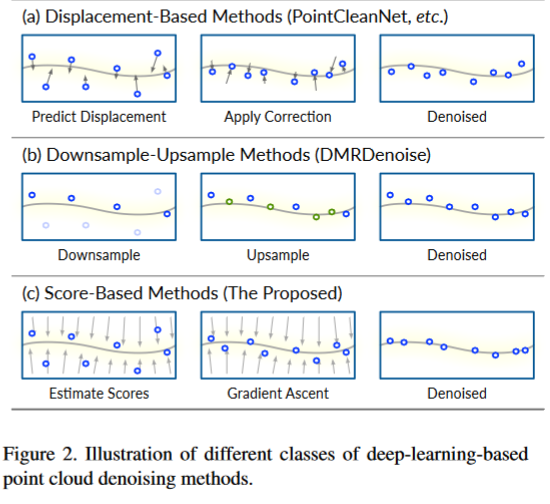 (a) Displacement-Based Methods (PointCleanNet, etc.)
Predict Displacement
Apply Correction
Denoised
(b) Downsample-Upsample Methods (DMRDenoise)
Downsample
Upsample
Denoised
(c) Score-Based Methods (The Proposed)
Estimate Scores
Gradient Ascent
Denoised
Figure 2. Illustration of different classes of deep-learning-based
point cloud denoising methods.